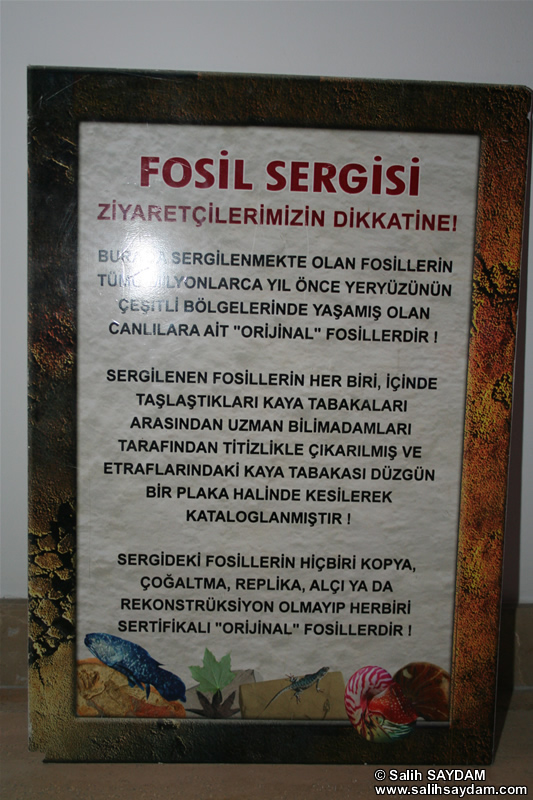 FOSİL SERGİSİ
ZİYARETÇİLERİMİZİN DİKKATİNE!
SERGİLENMEKTE OLAN FOSİLLERİN
YIL ÖNCE YERYÜZÜNÜN
ÇEŞİTLİ BÖLGELERİNDE YAŞAMIŞ OLAN
CANLILARA AİT "ORİJİNAL" FOSİLLERDİR !
SERGİLENEN FOSİLLERİN HER BİRİ, İÇİNDE
TAŞLAŞTIKLARI KAYA TABAKALARI
ARASINDAN UZMAN BİLİMADAMLARI
TARAFINDAN TİTİZLİKLE ÇIKARILMIŞ VE
ETRAFLARINDAKİ KAYA TABAKASI DÜZGÜN
BİR PLAKA HALİNDE KESİLEREK
KATALOGLANMIŞTIR !
SERGİDEKİ FOSİLLERİN HİÇBİRİ KOPYA,
ÇOĞALTMA, REPLİKA, ALÇI YA DA
REKONSTRÜKSİYON OLMAYIP HERBİRİ
SERTİFİKALI "ORİJİNAL" FOSİLLERDİR !
© Salih SAYDAM
www.salihsaydam.com